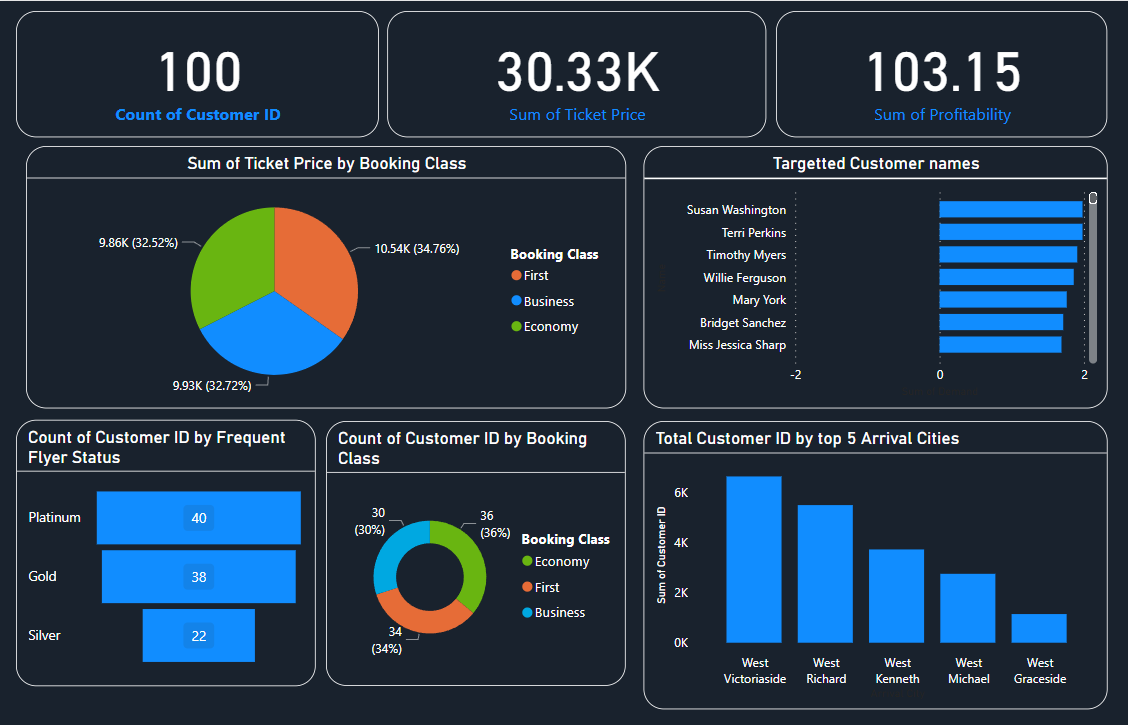 100
Count of Customer ID
30.33K
Sum of Ticket Price
103.15
Sum of Profitability
Sum of Ticket Price by Booking Class
9.86K (32.52%)
10.54K (34.76%)
9.93K (32.72%)
Booking Class
First
Business
Economy
Targetted Customer names
Susan Washington
Terri Perkins
Timothy Myers
Willie Ferguson
Mary York
Bridget Sanchez
Miss Jessica Sharp
-2
0
2
Count of Customer ID by Frequent
Flyer Status
Platinum
40
Gold
38
Silver
22
Count of Customer ID by Booking
Class
30
(30%)
36
(36%)
34
(34%)
Booking Class
Economy
First
Business
Total Customer ID by top 5 Arrival Cities
Sum of Customer ID
6K
4K
2K
0K
West
Victoriaside
West
Richard
West
Kenneth
West
Michael
West
Graceside